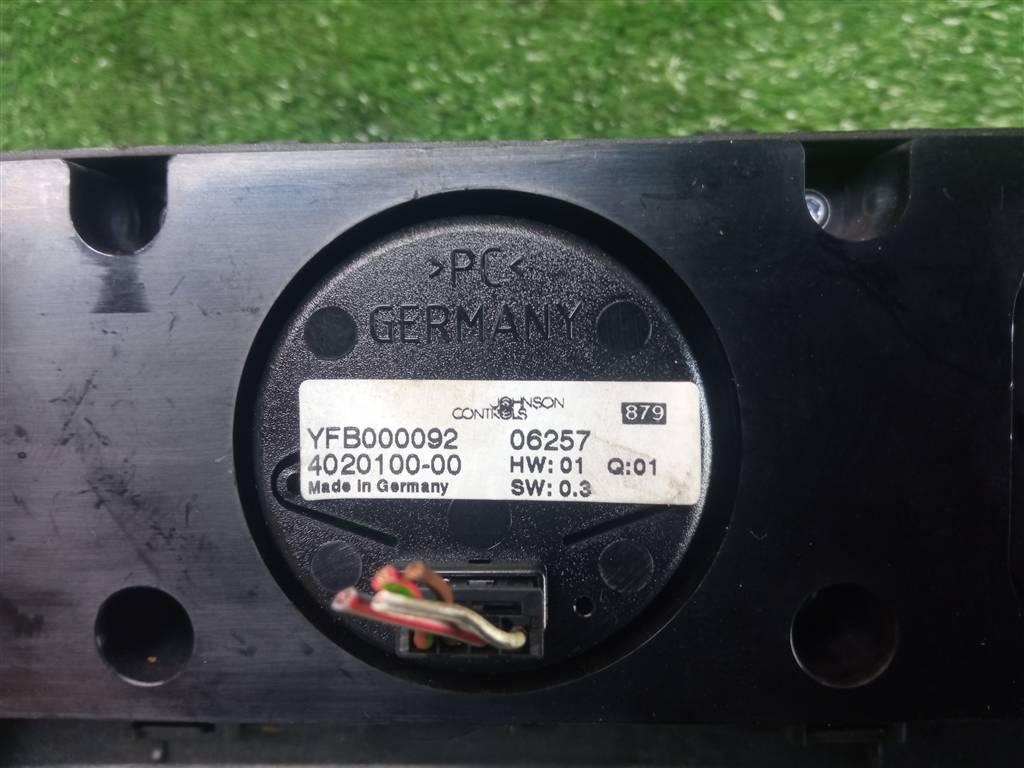 >PC<
GERMANY
JOHNSON
CONTROLS
879
YFB000092 06257
4020100-00 HW: 01 Q:01
Made in Germany SW: 0.3